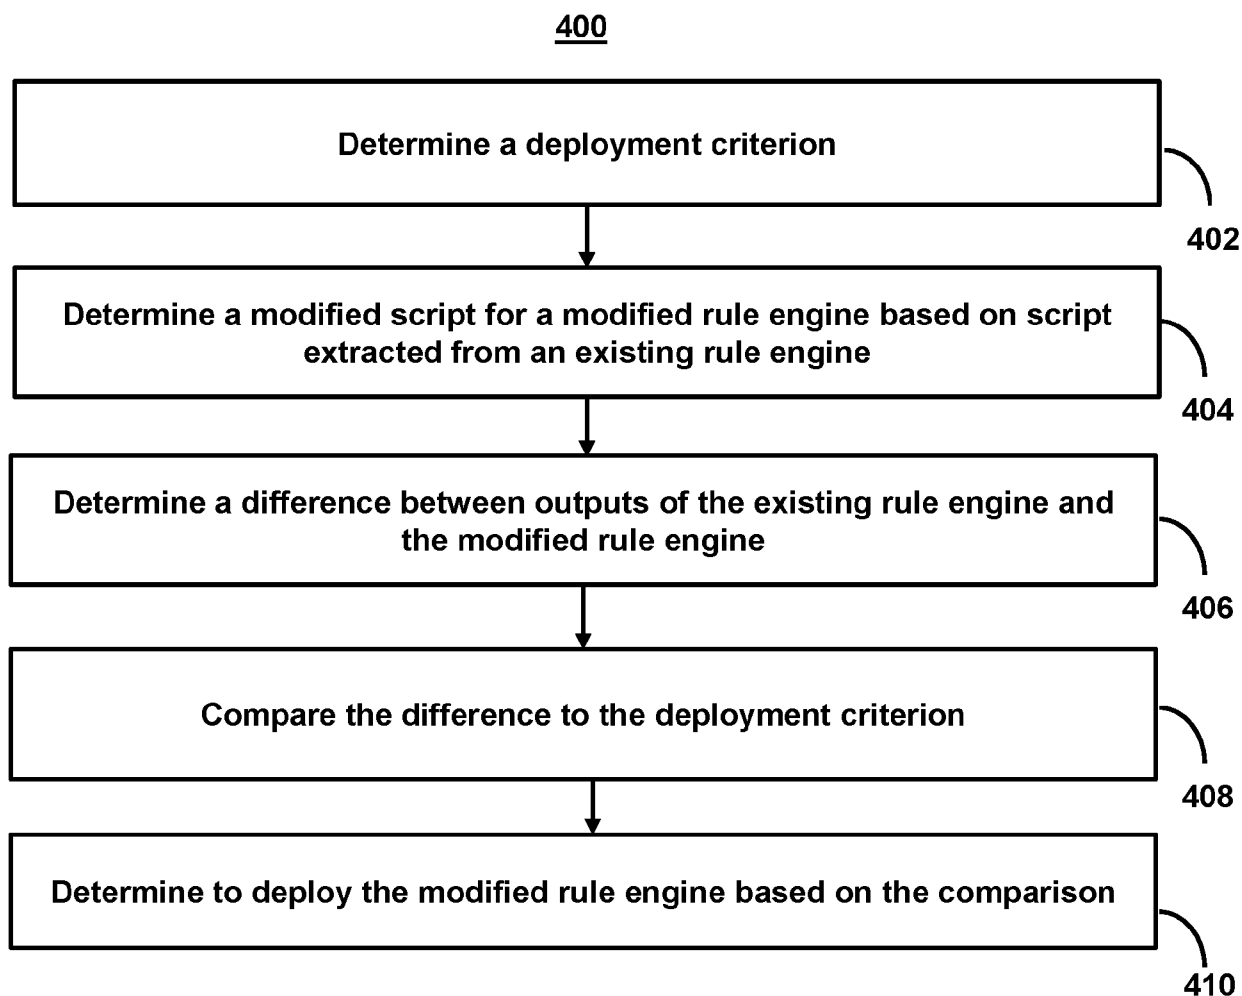 400
Determine a deployment criterion
402
Determine a modified script for a modified rule engine based on script
extracted from an existing rule engine
404
Determine a difference between outputs of the existing rule engine and
the modified rule engine
406
Compare the difference to the deployment criterion
408
Determine to deploy the modified rule engine based on the comparison
410